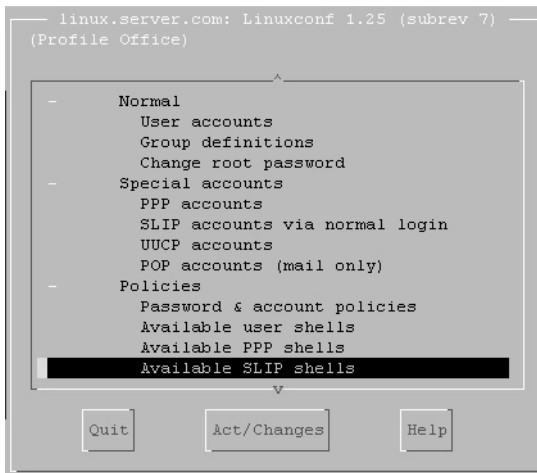 linux.server.com: Linuxconf 1.25 (subrev 7)
(Profile Office)
Normal
User accounts
Group definitions
Change root password
Special accounts
PPP accounts
SLIP accounts via normal login
UUCP accounts
POP accounts (mail only)
Policies
Password & account policies
Available user shells
Available PPP shells
Available SLIP shells
Quit Act/Changes Help